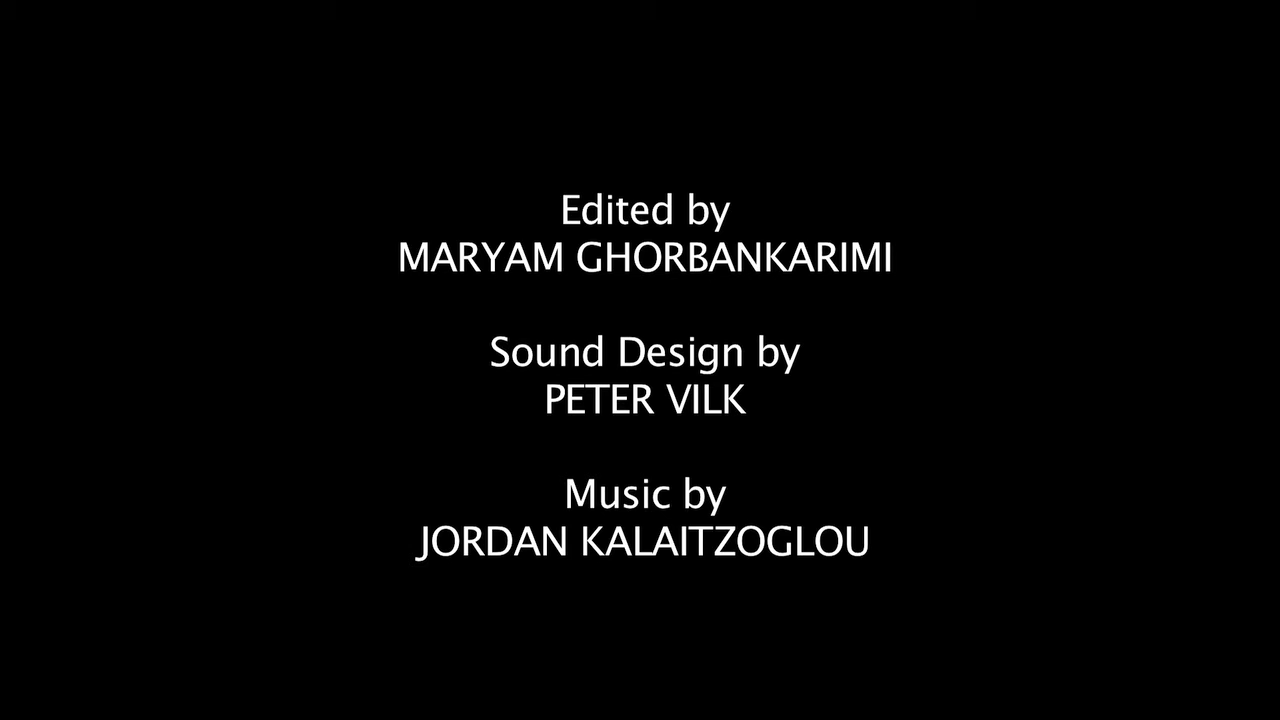 Edited by
MARYAM GHORBANKARIMI
Sound Design by
PETER VILK
Music by
JORDAN KALAITZOGLOU